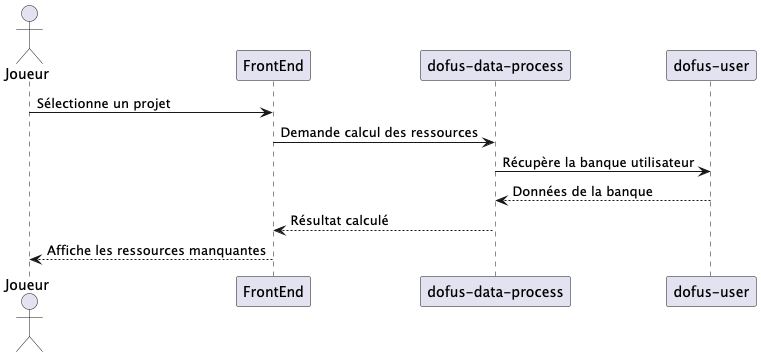 Joueur
FrontEnd
dofus-data-process
dofus-user
Sélectionne un projet
Demande calcul des ressources
Récupère la banque utilisateur
Données de la banque
Résultat calculé
Affiche les ressources manquantes
Joueur
FrontEnd
dofus-data-process
dofus-user